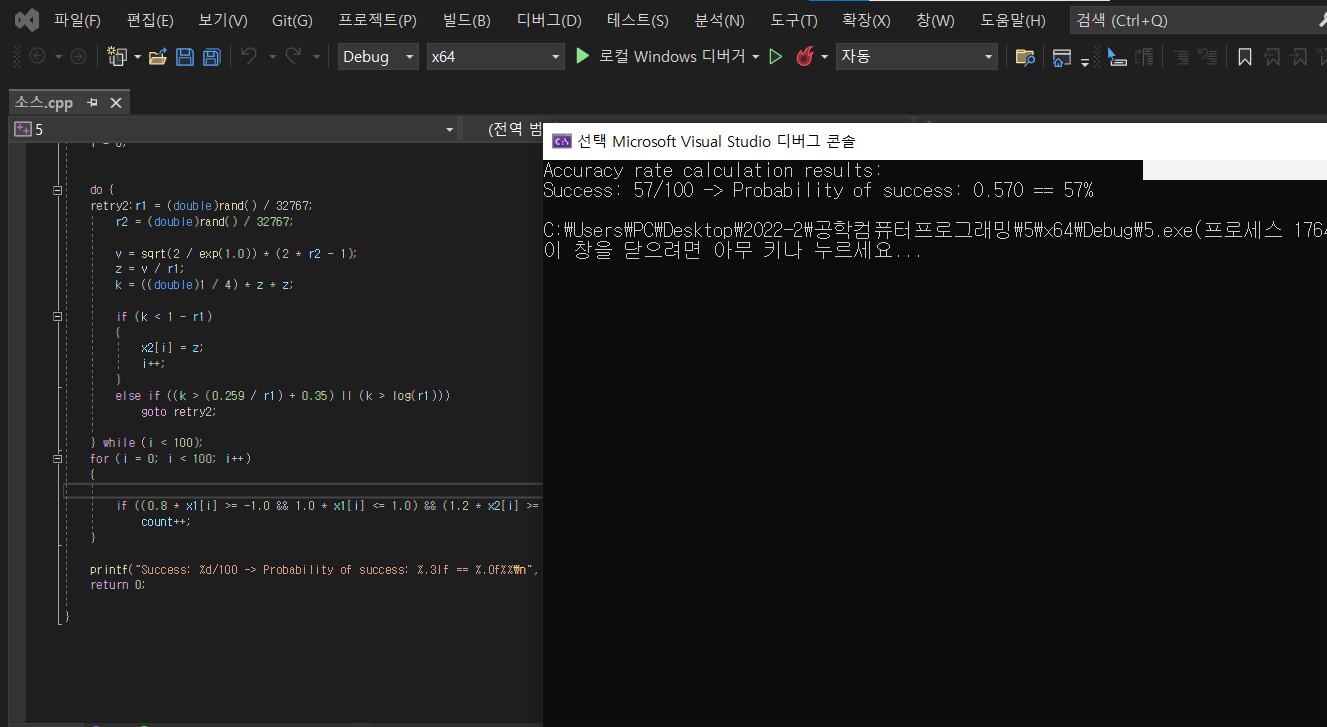 파일(F) 편집(E) 보기(V) Git(G) 프로젝트(P) 빌드(B) 디버그(D) 테스트(S) 분석(N) 도구(T) 확장(X) 창(W) 도움말(H) 검색 (Ctrl+Q)
Debug x64 로컬 Windows 디버거 자동
소스.cpp
5 (전역 범
선택 Microsoft Visual Studio 디버그 콘솔
Accuracy rate calculation results:
Success: 57/100 -> Probability of success: 0.570 == 57%
C:\Users\PC\Desktop\2022-2\공학컴퓨터프로그래밍\5\x64\Debug\5.exe(프로세스 1764
이 창을 닫으려면 아무 키나 누르세요...
do {
retry2:r1 = (double)rand() / 32767;
r2 = (double)rand() / 32767;
v = sqrt(2 / exp(1.0)) * (2 * r2 - 1);
z = v / r1;
k = ((double)1 / 4) * z * z;
if (k < 1 - r1)
{
x2[i] = z;
i++;
}
else if ((k > (0.259 / r1) + 0.35) || (k > log(r1)))
goto retry2;
} while (i < 100);
for (i = 0; i < 100; i++)
{
if ((0.8 * x1[i] >= -1.0 && 1.0 * x1[i] <= 1.0) && (1.2 * x2[i] >=
count++;
}
printf("Success: %d/100 -> Probability of success: %.3lf == %.0f%%\n",
return 0;
}